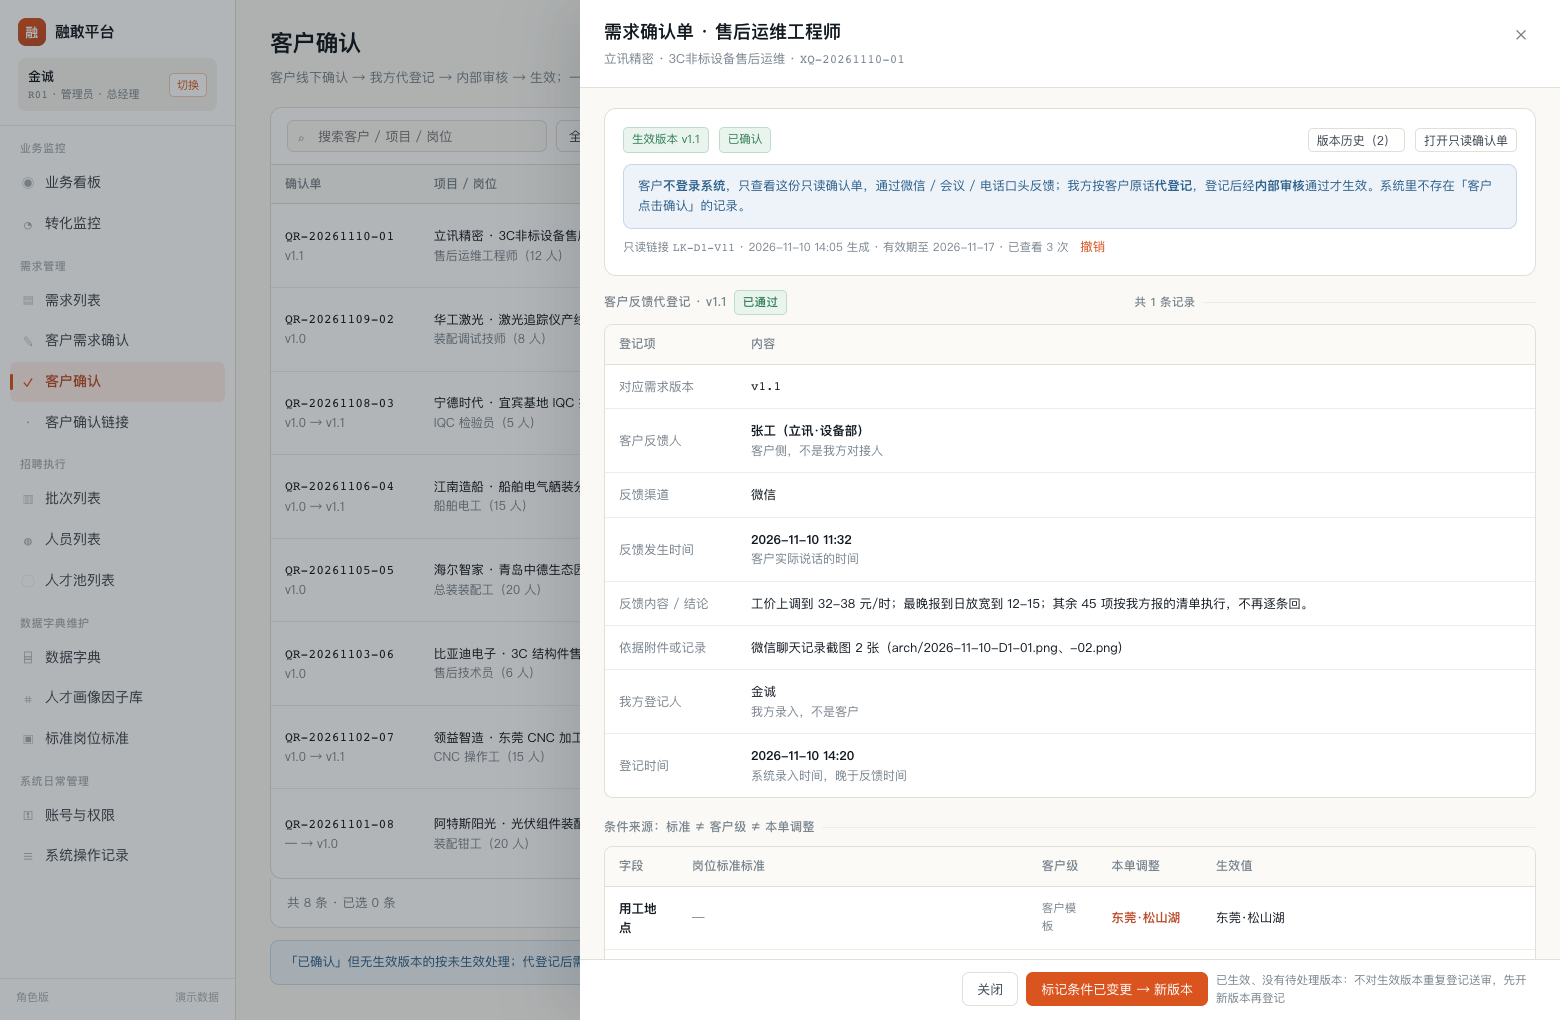 融 融敢平台
金诚
R01 · 管理员 · 总经理
切换
业务监控
业务看板
转化监控
需求管理
需求列表
客户需求确认
客户确认
客户确认链接
招聘执行
批次列表
人员列表
人才池列表
数据字典维护
数据字典
人才画像因子库
标准岗位标准
系统日常管理
账号与权限
系统操作记录
角色版 演示数据
客户确认
客户线下确认 → 我方代登记 → 内部审核 → 生效；一
搜索客户 / 项目 / 岗位
全
确认单 项目 / 岗位
QR-20261110-01 立讯精密 · 3C非标设备售
v1.1 售后运维工程师（12 人）
QR-20261109-02 华工激光 · 激光追踪仪产
v1.0 装配调试技师（8 人）
QR-20261108-03 宁德时代 · 宜宾基地 IQC
v1.0 → v1.1 IQC 检验员（5 人）
QR-20261106-04 江南造船 · 船舶电气舾装
v1.0 → v1.1 船舶电工（15 人）
QR-20261105-05 海尔智家 · 青岛中德生态
v1.0 总装装配工（20 人）
QR-20261103-06 比亚迪电子 · 3C 结构件售
v1.0 售后技术员（6 人）
QR-20261102-07 领益智造 · 东莞 CNC 加工
v1.0 → v1.1 CNC 操作工（15 人）
QR-20261101-08 阿特斯阳光 · 光伏组件装
— → v1.0 装配钳工（20 人）
共 8 条 · 已选 0 条
「已确认」但无生效版本的按未生效处理；代登记后
需求确认单 · 售后运维工程师
立讯精密 · 3C非标设备售后运维 · XQ-20261110-01
×
生效版本 v1.1 已确认 版本历史（2） 打开只读确认单
客户不登录系统，只查看这份只读确认单，通过微信 / 会议 / 电话口头反馈；我方按客户原话代登记，登记后经内部审核通过才生效。系统里不存在「客户
点击确认」的记录。
只读链接 LK-D1-V11 · 2026-11-10 14:05 生成 · 有效期至 2026-11-17 · 已查看 3 次 撤销
客户反馈代登记 · v1.1 已通过 共 1 条记录
登记项 内容
对应需求版本 v1.1
客户反馈人 张工（立讯·设备部）
客户侧，不是我方对接人
反馈渠道 微信
反馈发生时间 2026-11-10 11:32
客户实际说话的时间
反馈内容 / 结论 工价上调到 32-38 元/时；最晚报到日放宽到 12-15；其余 45 项按我方报的清单执行，不再逐条回。
依据附件或记录 微信聊天记录截图 2 张（arch/2026-11-10-D1-01.png、-02.png）
我方登记人 金诚
我方录入，不是客户
登记时间 2026-11-10 14:20
系统录入时间，晚于反馈时间
条件来源：标准 ≠ 客户级 ≠ 本单调整
字段 岗位标准标准 客户级 本单调整 生效值
用工地
点 — 客户模
板 东莞·松山湖 东莞·松山湖
关闭 标记条件已变更 → 新版本 已生效、没有待处理版本：不对生效版本重复登记送审，先开
新版本再登记